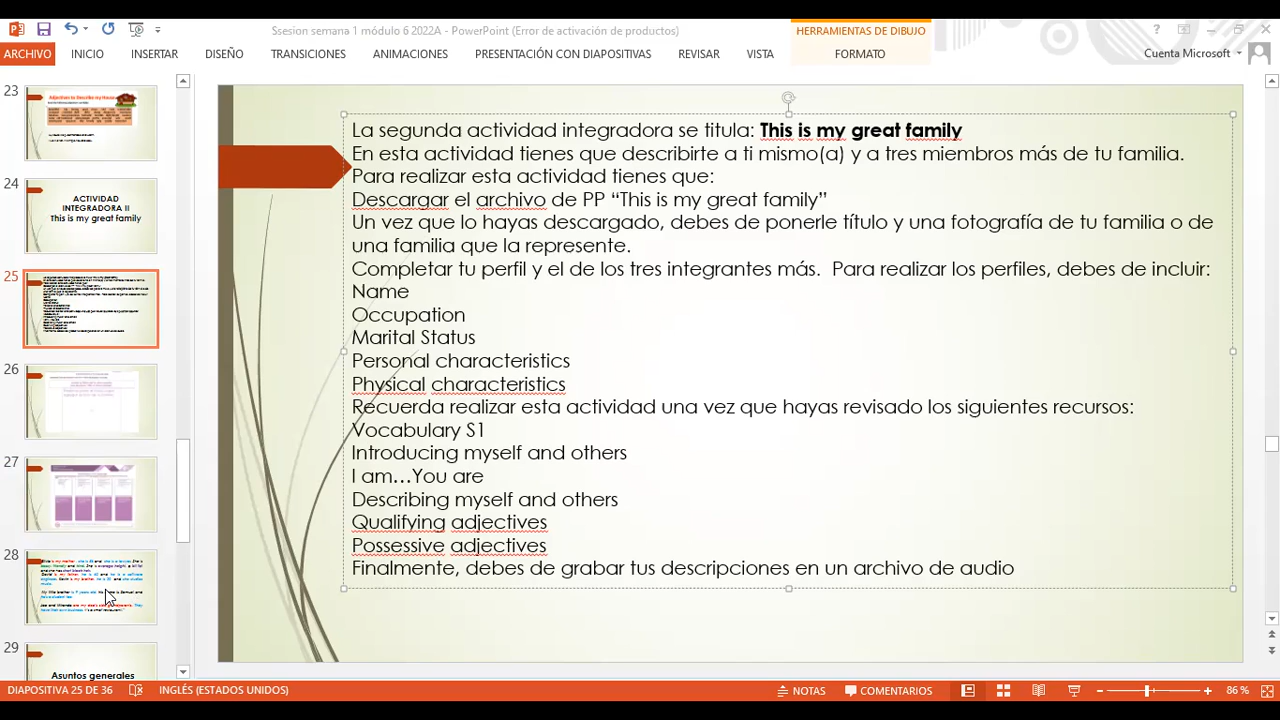 Ssesion semana 1 módulo 6 2022A - PowerPoint (Error de activación de productos)
HERRAMIENTAS DE DIBUJO
ARCHIVO INICIO INSERTAR DISEÑO TRANSICIONES ANIMACIONES PRESENTACIÓN CON DIAPOSITIVAS REVISAR VISTA FORMATO Cuenta Microsoft
23
24
ACTIVIDAD
INTEGRADORA II
This is my great family
25
26
27
28
29
Asuntos generales
La segunda actividad integradora se titula: This is my great family
En esta actividad tienes que describirte a ti mismo(a) y a tres miembros más de tu familia.
Para realizar esta actividad tienes que:
Descargar el archivo de PP “This is my great family”
Un vez que lo hayas descargado, debes de ponerle título y una fotografía de tu familia o de
una familia que la represente.
Completar tu perfil y el de los tres integrantes más. Para realizar los perfiles, debes de incluir:
Name
Occupation
Marital Status
Personal characteristics
Physical characteristics
Recuerda realizar esta actividad una vez que hayas revisado los siguientes recursos:
Vocabulary S1
Introducing myself and others
I am…You are
Describing myself and others
Qualifying adjectives
Possessive adjectives
Finalmente, debes de grabar tus descripciones en un archivo de audio
DIAPOSITIVA 25 DE 36 INGLÉS (ESTADOS UNIDOS) NOTAS COMENTARIOS 86 %